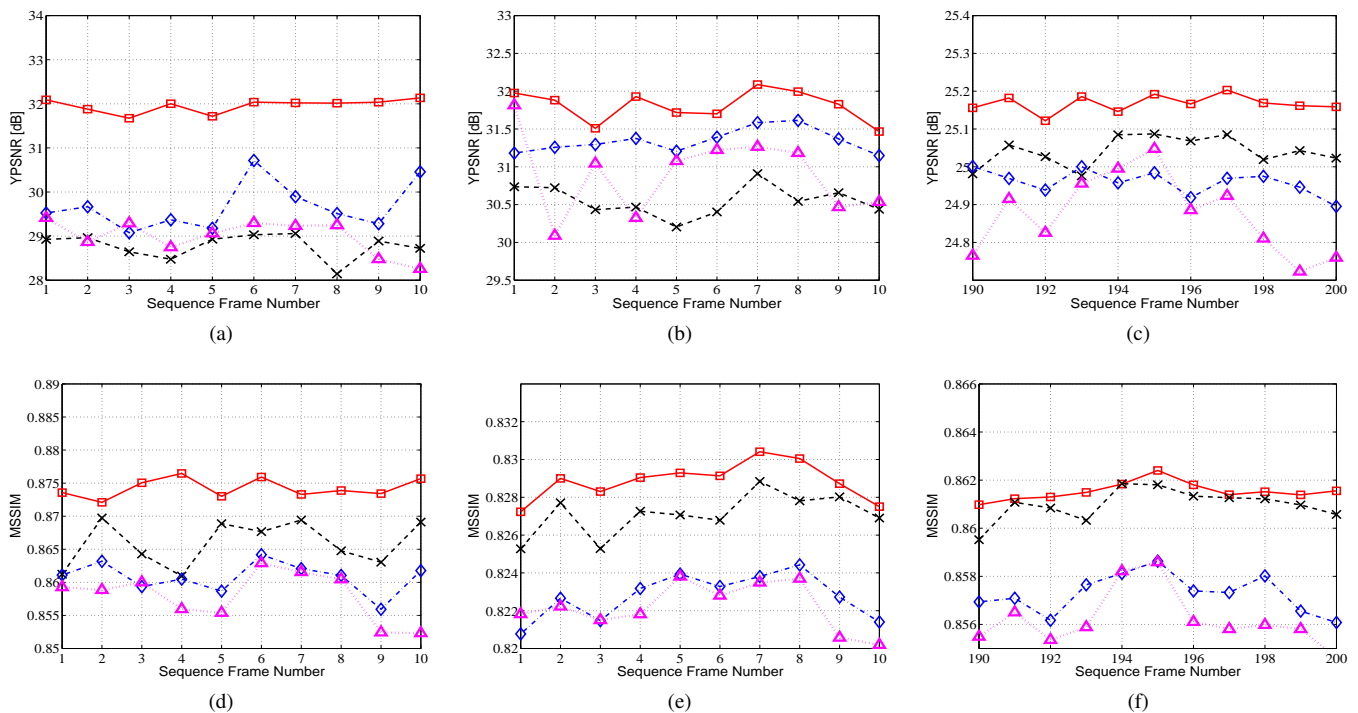 34
33
32
31
30
29
28
YPSNR [dB]
1 2 3 4 5 6 7 8 9 10
Sequence Frame Number
(a)
33
32.5
32
31.5
31
30.5
30
29.5
YPSNR [dB]
1 2 3 4 5 6 7 8 9 10
Sequence Frame Number
(b)
25.4
25.3
25.2
25.1
25
24.9
24.8
YPSNR [dB]
190 192 194 196 198 200
Sequence Frame Number
(c)
0.89
0.885
0.88
0.875
0.87
0.865
0.86
0.855
0.85
MSSIM
1 2 3 4 5 6 7 8 9 10
Sequence Frame Number
(d)
0.832
0.83
0.828
0.826
0.824
0.822
0.82
MSSIM
1 2 3 4 5 6 7 8 9 10
Sequence Frame Number
(e)
0.866
0.864
0.862
0.86
0.858
0.856
MSSIM
190 192 194 196 198 200
Sequence Frame Number
(f)